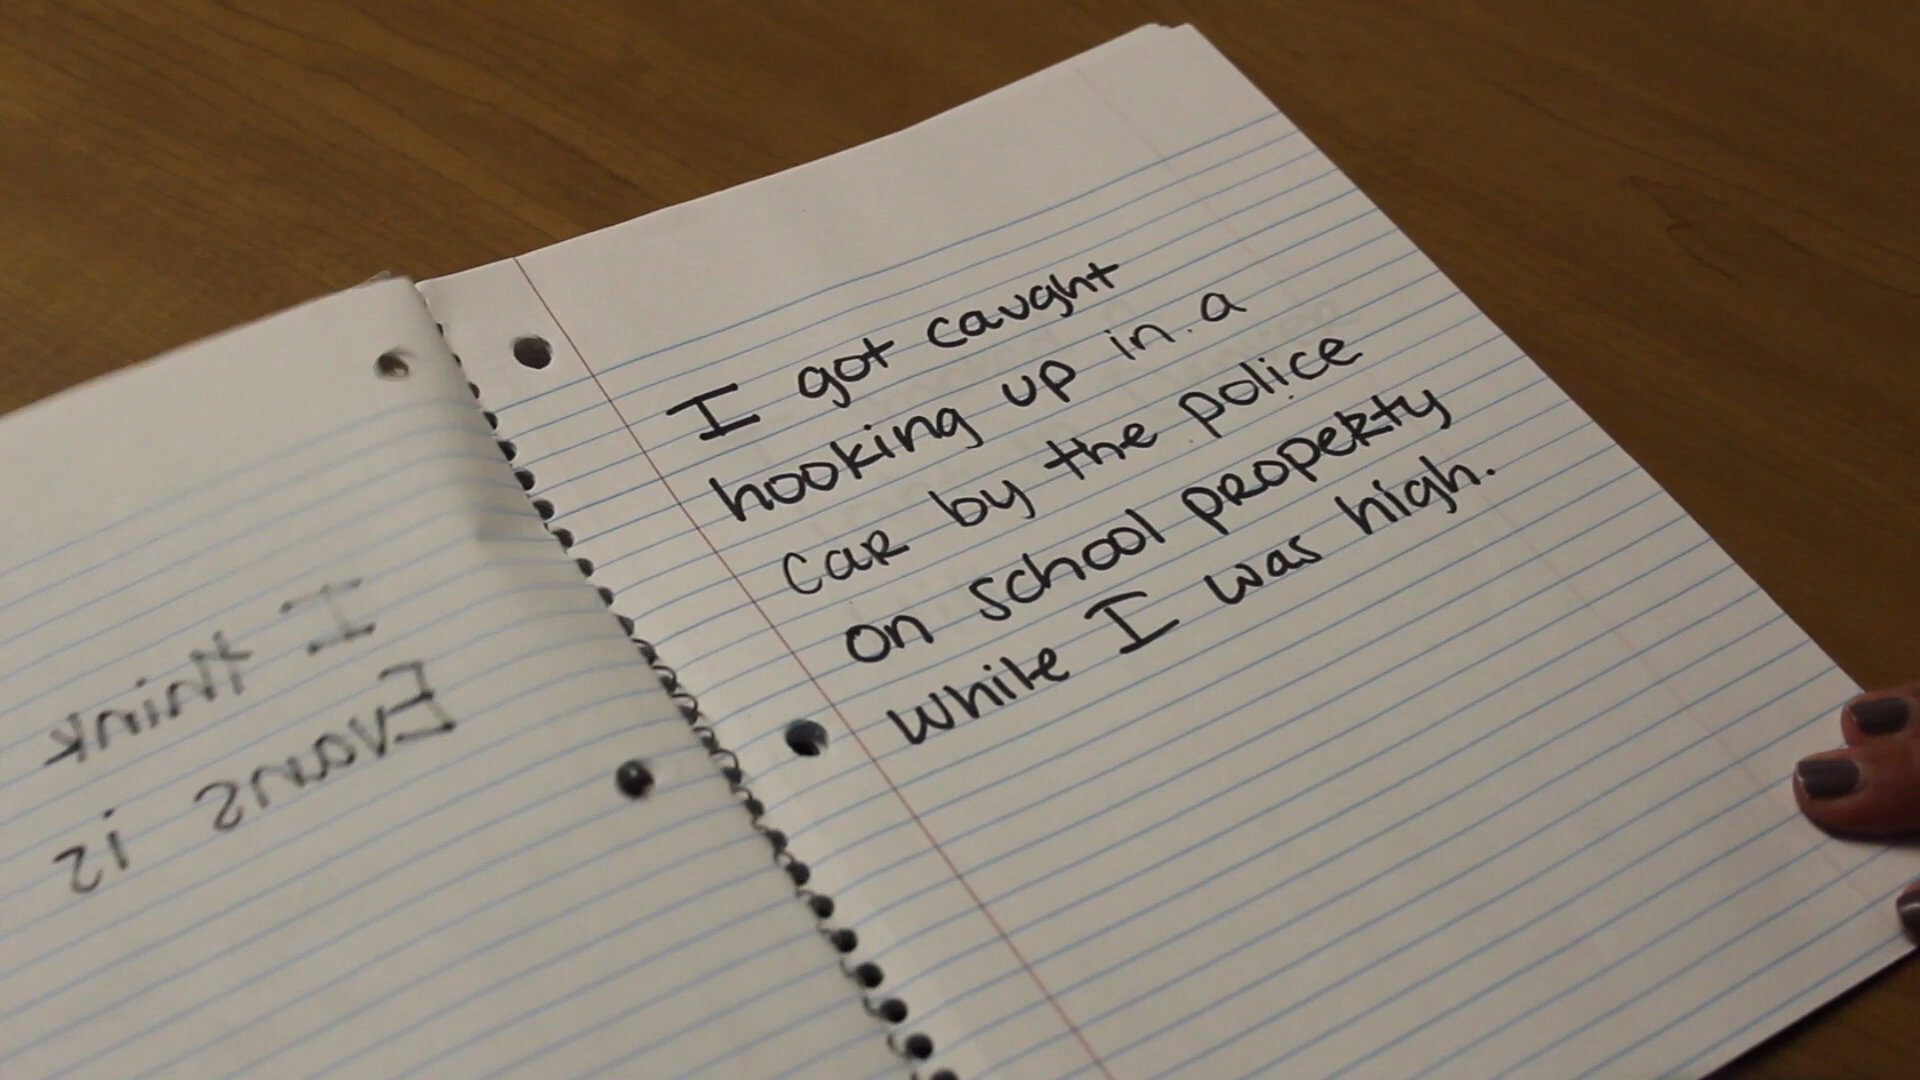 I think
Evans is
I got caught
hooking up in a
car by the police
on school property
while I was high.